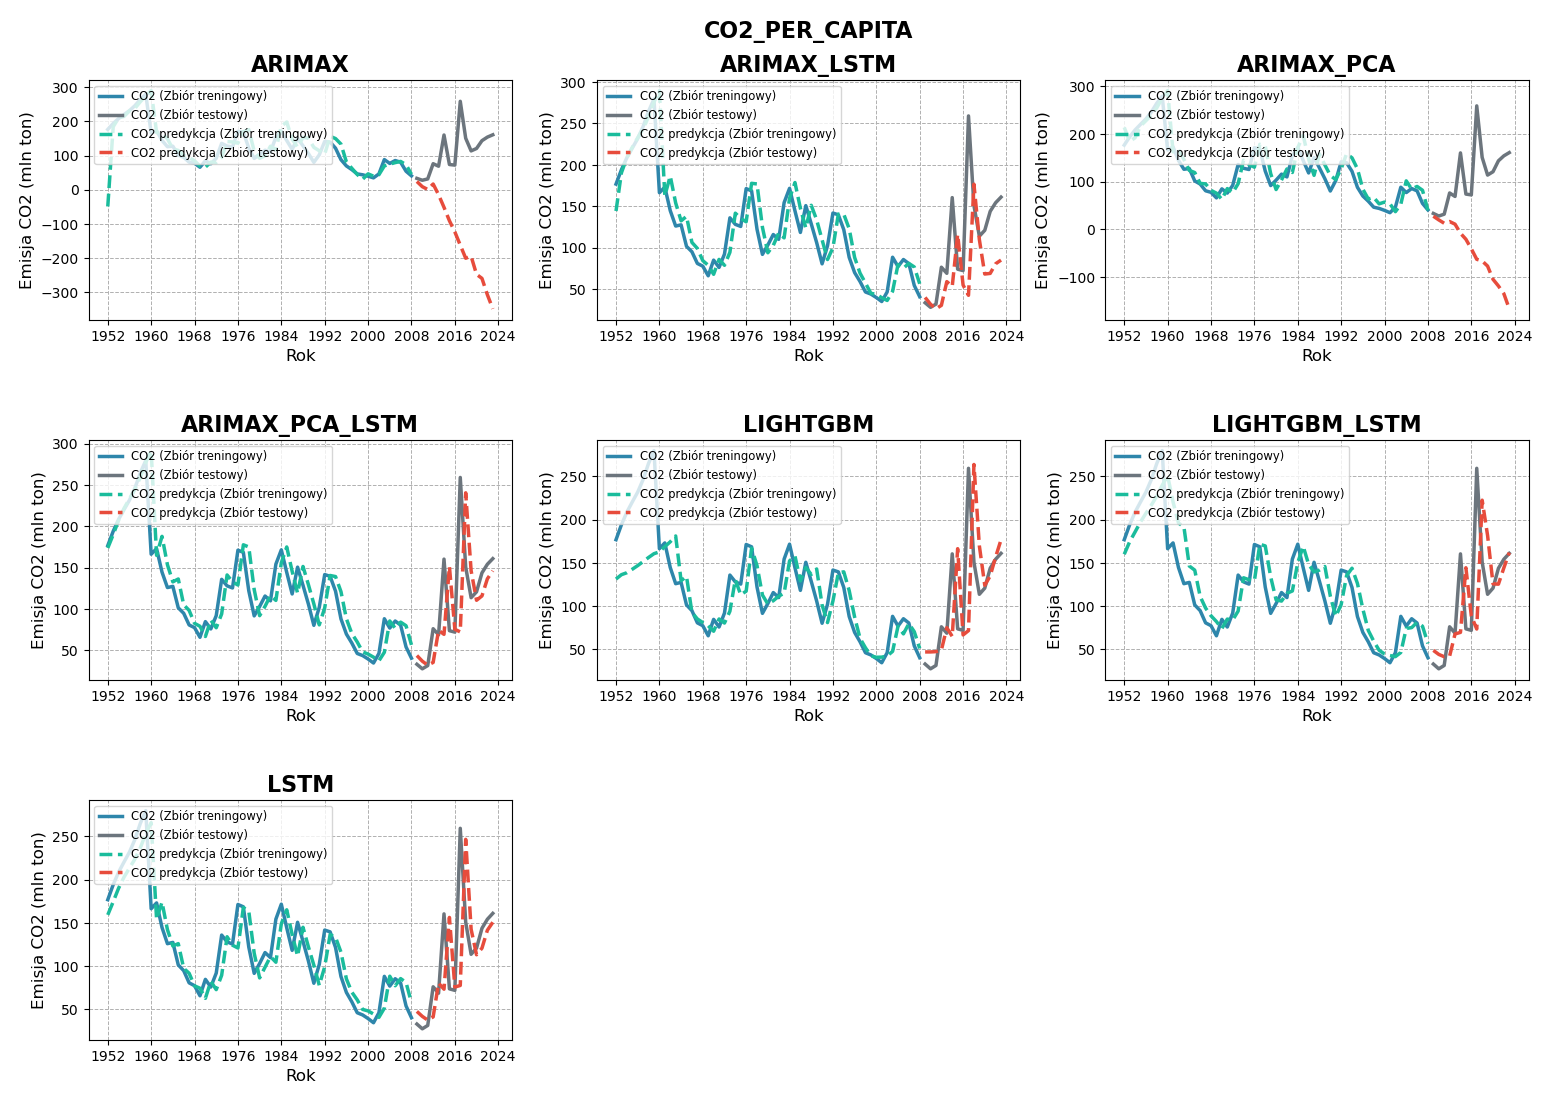 CO2_PER_CAPITA
ARIMAX
Emisja CO2 (mln ton)
300
200
100
0
−100
−200
−300
CO2 (Zbiór treningowy)
CO2 (Zbiór testowy)
CO2 predykcja (Zbiór treningowy)
CO2 predykcja (Zbiór testowy)
1952 1960 1968 1976 1984 1992 2000 2008 2016 2024
Rok
ARIMAX_LSTM
Emisja CO2 (mln ton)
300
250
200
150
100
50
CO2 (Zbiór treningowy)
CO2 (Zbiór testowy)
CO2 predykcja (Zbiór treningowy)
CO2 predykcja (Zbiór testowy)
1952 1960 1968 1976 1984 1992 2000 2008 2016 2024
Rok
ARIMAX_PCA
Emisja CO2 (mln ton)
300
200
100
0
−100
CO2 (Zbiór treningowy)
CO2 (Zbiór testowy)
CO2 predykcja (Zbiór treningowy)
CO2 predykcja (Zbiór testowy)
1952 1960 1968 1976 1984 1992 2000 2008 2016 2024
Rok
ARIMAX_PCA_LSTM
Emisja CO2 (mln ton)
300
250
200
150
100
50
CO2 (Zbiór treningowy)
CO2 (Zbiór testowy)
CO2 predykcja (Zbiór treningowy)
CO2 predykcja (Zbiór testowy)
1952 1960 1968 1976 1984 1992 2000 2008 2016 2024
Rok
LIGHTGBM
Emisja CO2 (mln ton)
250
200
150
100
50
CO2 (Zbiór treningowy)
CO2 (Zbiór testowy)
CO2 predykcja (Zbiór treningowy)
CO2 predykcja (Zbiór testowy)
1952 1960 1968 1976 1984 1992 2000 2008 2016 2024
Rok
LIGHTGBM_LSTM
Emisja CO2 (mln ton)
250
200
150
100
50
CO2 (Zbiór treningowy)
CO2 (Zbiór testowy)
CO2 predykcja (Zbiór treningowy)
CO2 predykcja (Zbiór testowy)
1952 1960 1968 1976 1984 1992 2000 2008 2016 2024
Rok
LSTM
Emisja CO2 (mln ton)
250
200
150
100
50
CO2 (Zbiór treningowy)
CO2 (Zbiór testowy)
CO2 predykcja (Zbiór treningowy)
CO2 predykcja (Zbiór testowy)
1952 1960 1968 1976 1984 1992 2000 2008 2016 2024
Rok